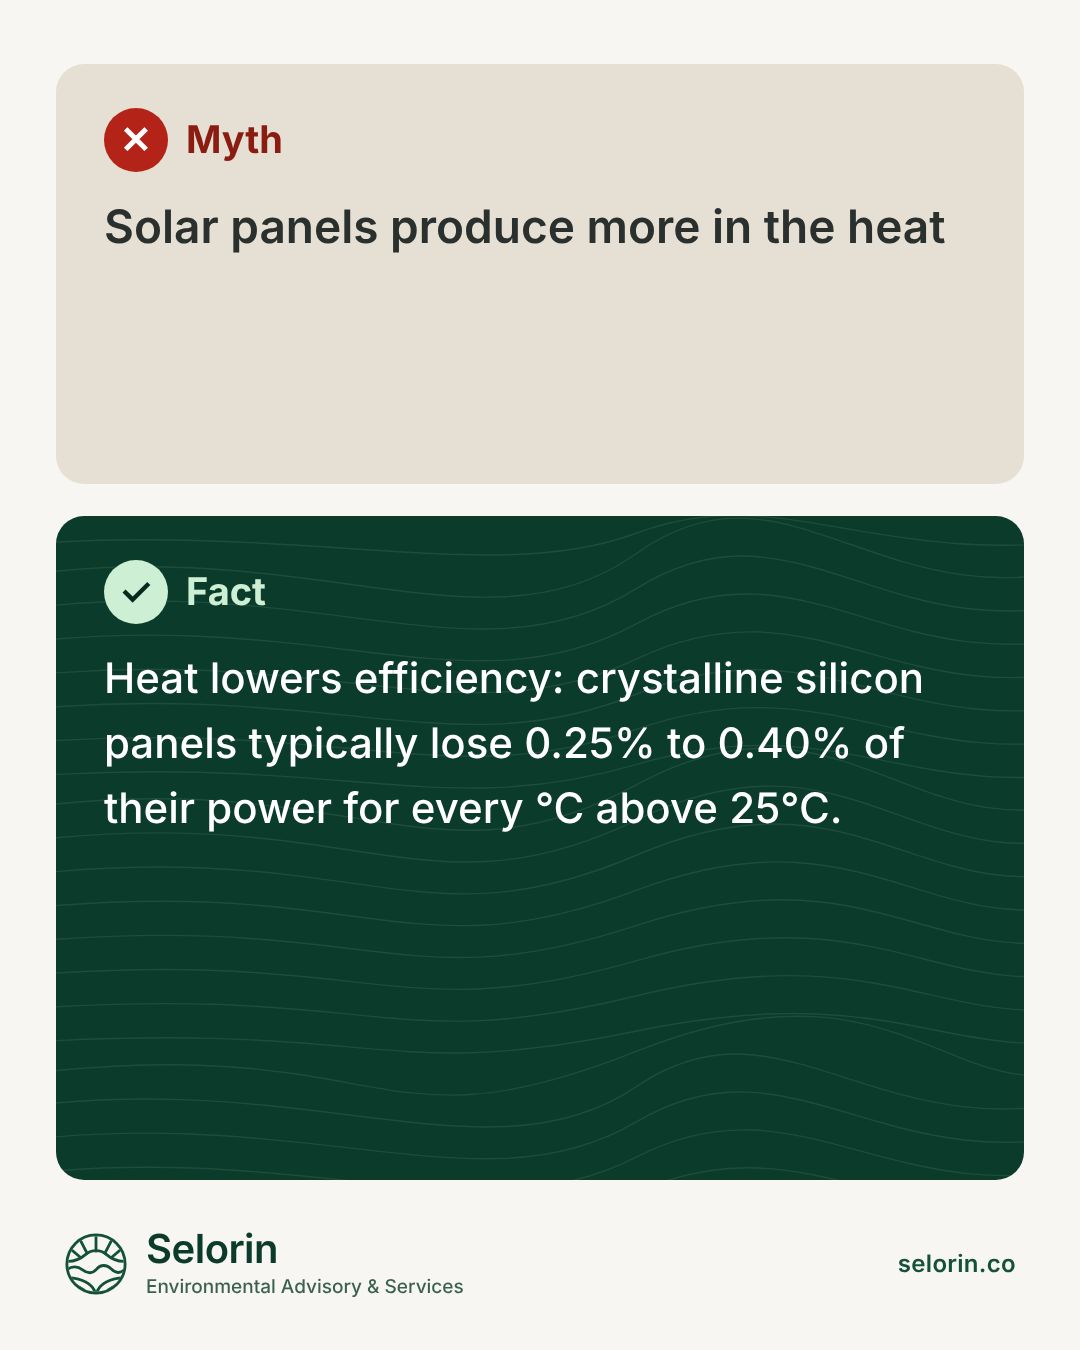 Myth
Solar panels produce more in the heat
Fact
Heat lowers efficiency: crystalline silicon
panels typically lose 0.25% to 0.40% of
their power for every °C above 25°C.
Selorin
Environmental Advisory & Services
selorin.co